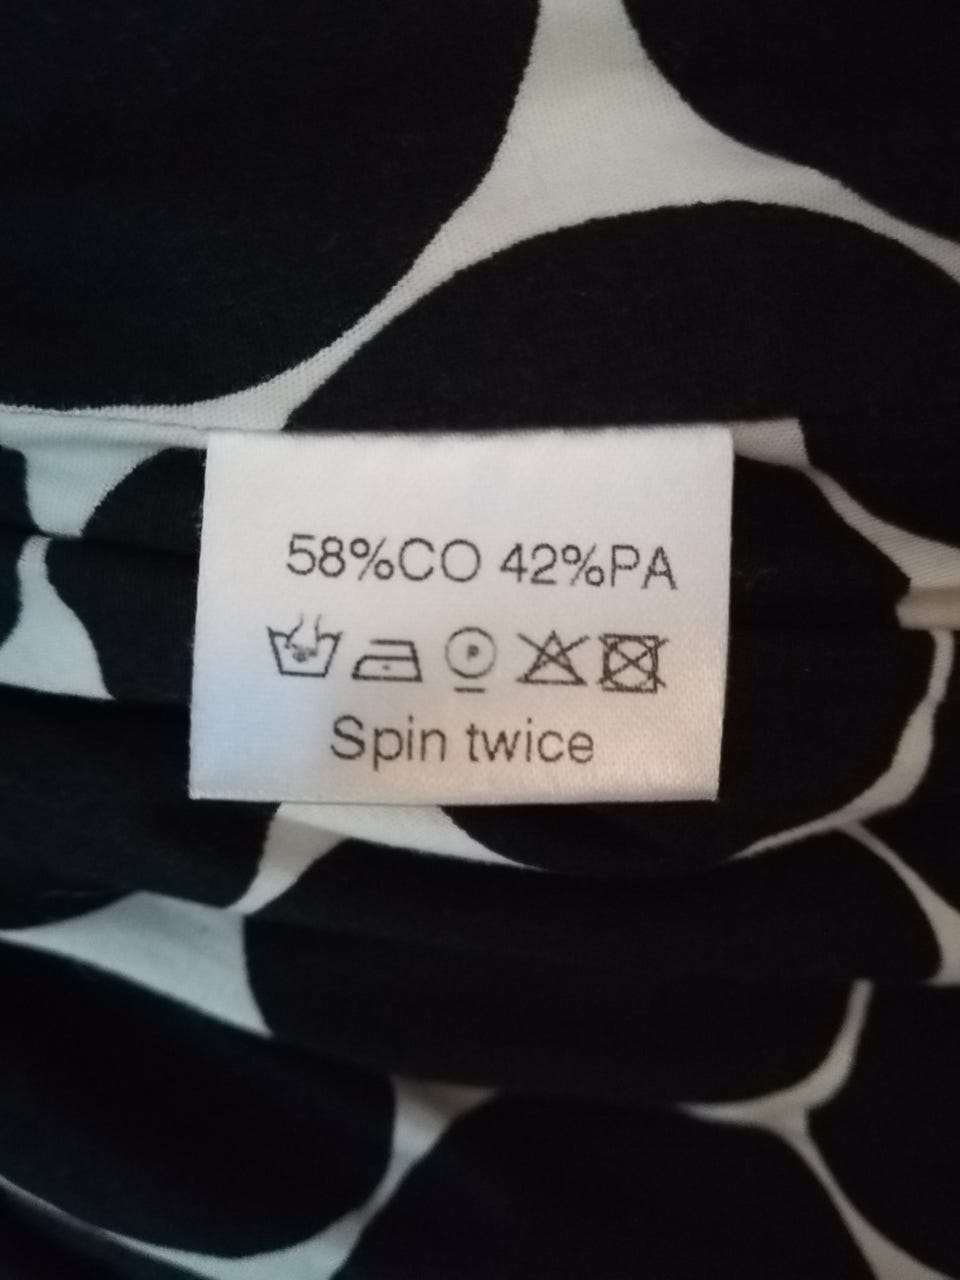 58%CO 42%PA
P
Spin twice